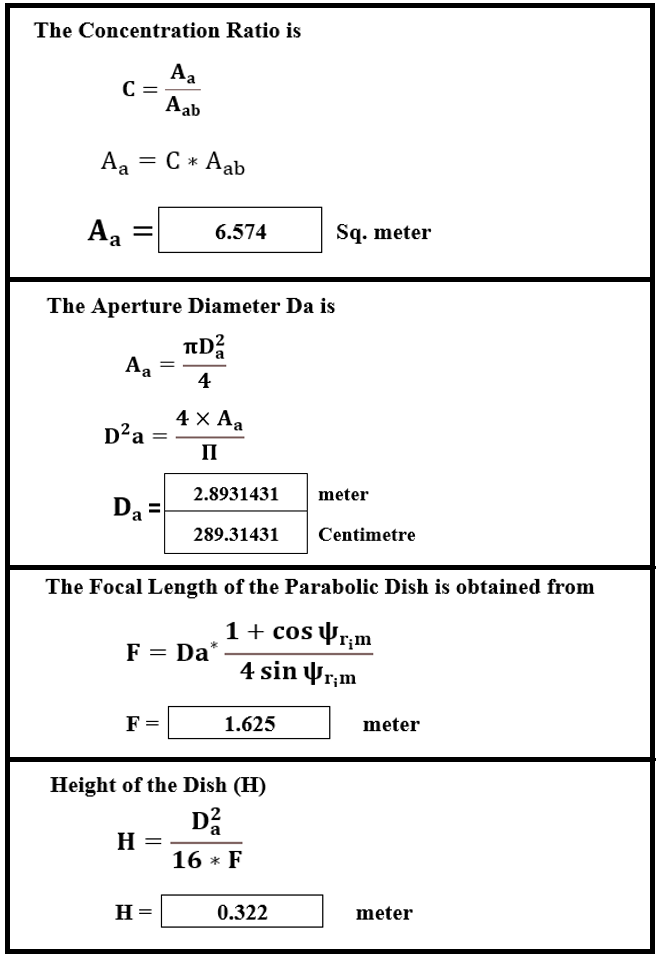 The Concentration Ratio is
C = Aₐ / Aₐb
Aₐ = C * Aₐb
Aₐ = 6.574 Sq. meter
The Aperture Diameter Da is
Aₐ = πDₐ² / 4
D²a = 4 × Aₐ / Π
Dₐ = 2.8931431 meter
289.31431 Centimetre
The Focal Length of the Parabolic Dish is obtained from
F = Da* 1 + cos ψrᵢm / 4 sin ψrᵢm
F = 1.625 meter
Height of the Dish (H)
H = Dₐ² / 16 * F
H = 0.322 meter